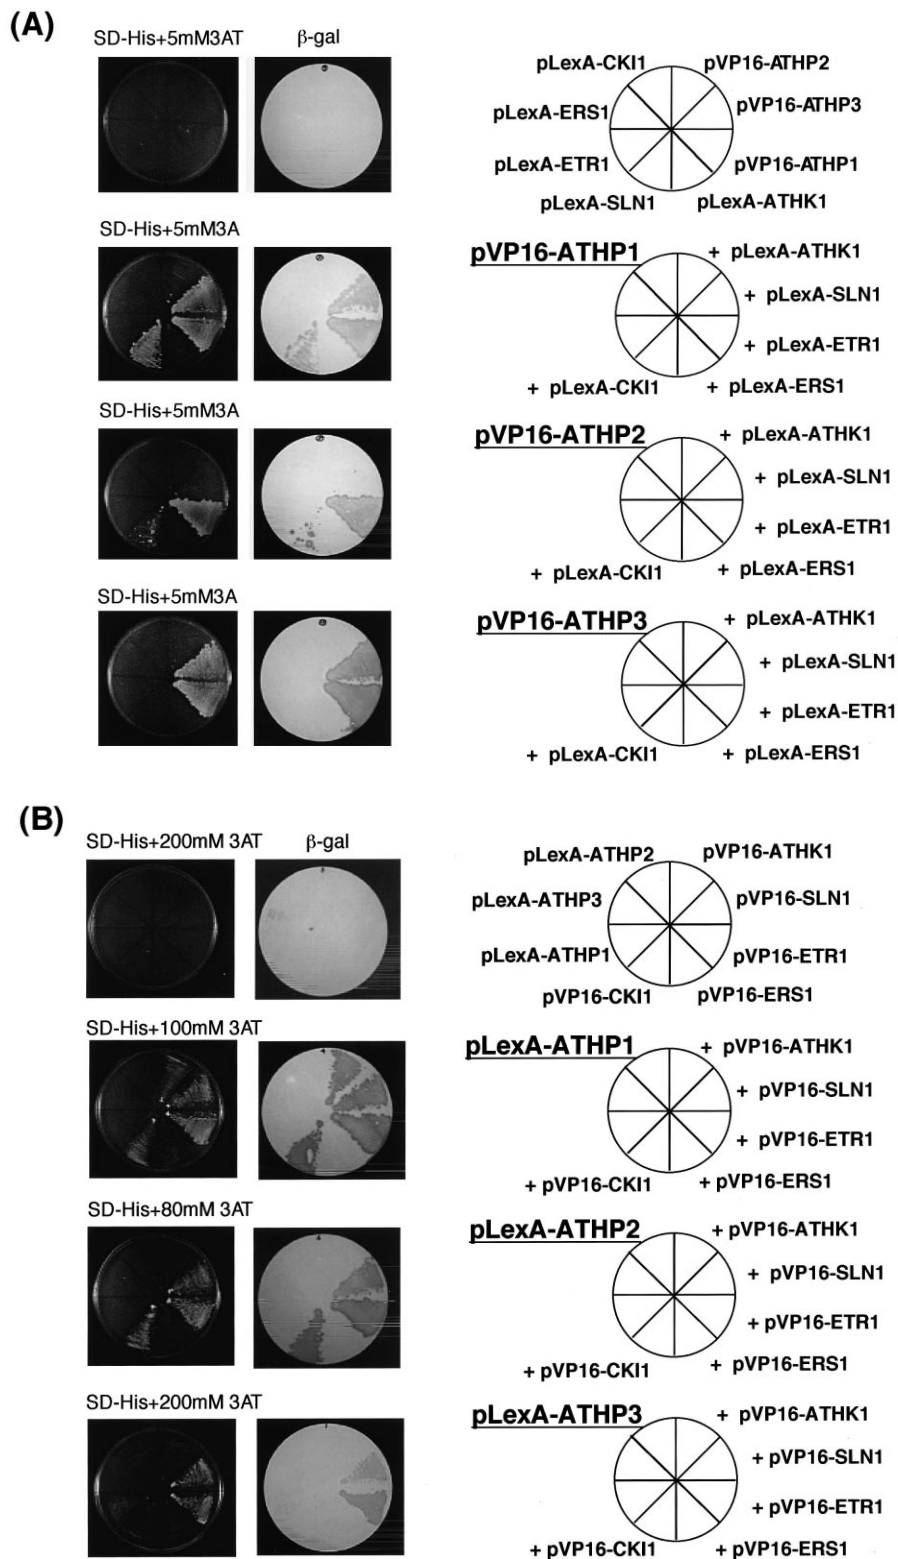 (A)
SD-His+5mM3AT
β-gal
pLexA-CKI1
pVP16-ATHP2
pLexA-ERS1
pVP16-ATHP3
pLexA-ETR1
pVP16-ATHP1
pLexA-SLN1
pLexA-ATHK1
SD-His+5mM3A
pVP16-ATHP1
+ pLexA-ATHK1
+ pLexA-SLN1
+ pLexA-ETR1
+ pLexA-CKI1
+ pLexA-ERS1
SD-His+5mM3A
pVP16-ATHP2
+ pLexA-ATHK1
+ pLexA-SLN1
+ pLexA-ETR1
+ pLexA-CKI1
+ pLexA-ERS1
SD-His+5mM3A
pVP16-ATHP3
+ pLexA-ATHK1
+ pLexA-SLN1
+ pLexA-ETR1
+ pLexA-CKI1
+ pLexA-ERS1
(B)
SD-His+200mM 3AT
β-gal
pLexA-ATHP2
pVP16-ATHK1
pLexA-ATHP3
pVP16-SLN1
pLexA-ATHP1
pVP16-ETR1
pVP16-CKI1
pVP16-ERS1
SD-His+100mM 3AT
pLexA-ATHP1
+ pVP16-ATHK1
+ pVP16-SLN1
+ pVP16-ETR1
+ pVP16-CKI1
+ pVP16-ERS1
SD-His+80mM 3AT
pLexA-ATHP2
+ pVP16-ATHK1
+ pVP16-SLN1
+ pVP16-ETR1
+ pVP16-CKI1
+ pVP16-ERS1
SD-His+200mM 3AT
pLexA-ATHP3
+ pVP16-ATHK1
+ pVP16-SLN1
+ pVP16-ETR1
+ pVP16-CKI1
+ pVP16-ERS1